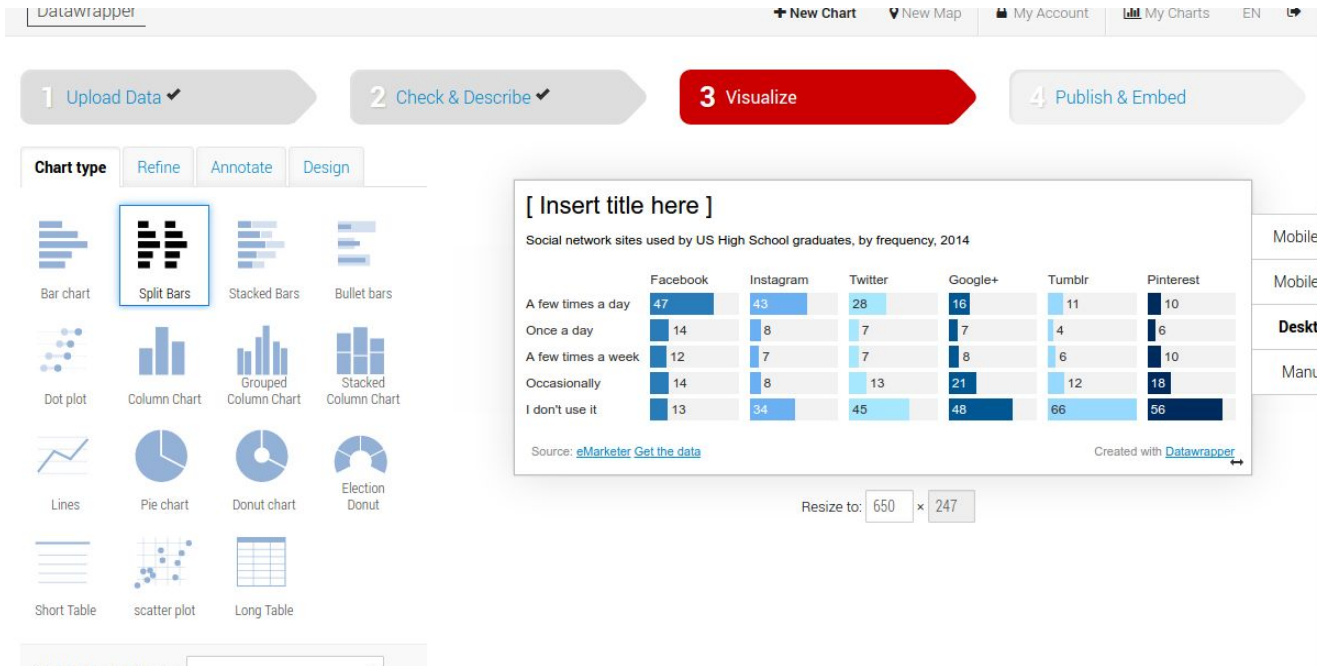 Datawrapper
New Chart New Map My Account My Charts EN
1 Upload Data 2 Check & Describe 3 Visualize 4 Publish & Embed
Chart type Refine Annotate Design
Bar chart Split Bars Stacked Bars Bullet bars
Dot plot Column Chart Grouped Column Chart Stacked Column Chart
Lines Pie chart Donut chart Election Donut
Short Table scatter plot Long Table
[ Insert title here ]
Social network sites used by US High School graduates, by frequency, 2014
Facebook Instagram Twitter Google+ Tumblr Pinterest
A few times a day 47 43 28 16 11 10
Once a day 14 8 7 7 4 6
A few times a week 12 7 7 8 6 10
Occasionally 14 8 13 21 12 18
I don't use it 13 34 45 48 66 56
Source: eMarketer Get the data Created with Datawrapper
Resize to: 650 × 247
Mobile
Mobile
Deskt
Manu